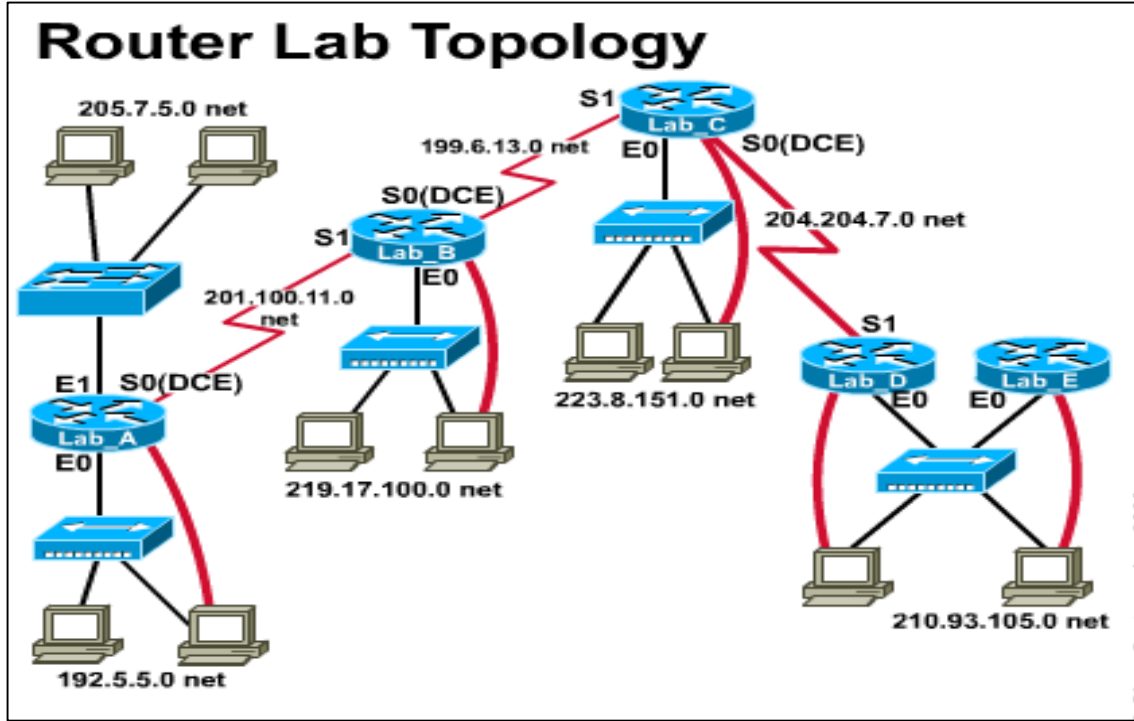 Router Lab Topology
205.7.5.0 net
S1
Lab_C
199.6.13.0 net
E0
S0(DCE)
S0(DCE)
204.204.7.0 net
S1
Lab_B
E0
201.100.11.0
net
S1
E1
S0(DCE)
Lab_D
Lab_E
223.8.151.0 net
E0
E0
Lab_A
E0
219.17.100.0 net
210.93.105.0 net
192.5.5.0 net